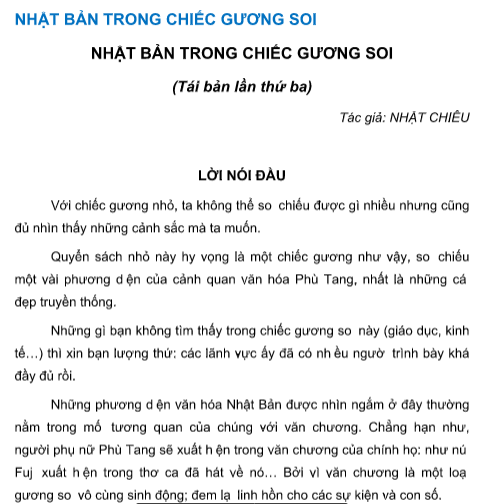 NHẬT BẢN TRONG CHIẾC GƯƠNG SOI
NHẬT BẢN TRONG CHIẾC GƯƠNG SOI
(Tái bản lần thứ ba)
Tác giả: NHẬT CHIÊU
LỜI NÓI ĐẦU
Với chiếc gương nhỏ, ta không thể so chiếu được gì nhiều nhưng cũng
đủ nhìn thấy những cảnh sắc mà ta muốn.
Quyển sách nhỏ này hy vọng là một chiếc gương như vậy, so chiếu
một vài phương d ện của cảnh quan văn hóa Phù Tang, nhất là những cá
đẹp truyền thống.
Những gì bạn không tìm thấy trong chiếc gương so này (giáo dục, kinh
tế...) thì xin bạn lượng thứ: các lãnh vực ấy đã có nh ều ngườ trình bày khá
đầy đủ rồi.
Những phương d ện văn hóa Nhật Bản được nhìn ngắm ở đây thường
nằm trong mố tương quan của chúng với văn chương. Chẳng hạn như,
người phụ nữ Phù Tang sẽ xuất h ện trong văn chương của chính họ: như nú
Fuj xuất h ện trong thơ ca đã hát về nó... Bởi vì văn chương là một loạ
gương so vô cùng sinh động; đem lạ linh hồn cho các sự kiện và con số.